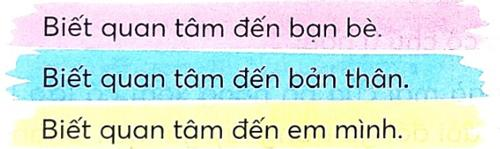 Biết quan tâm đến bạn bè.
Biết quan tâm đến bản thân.
Biết quan tâm đến em mình.